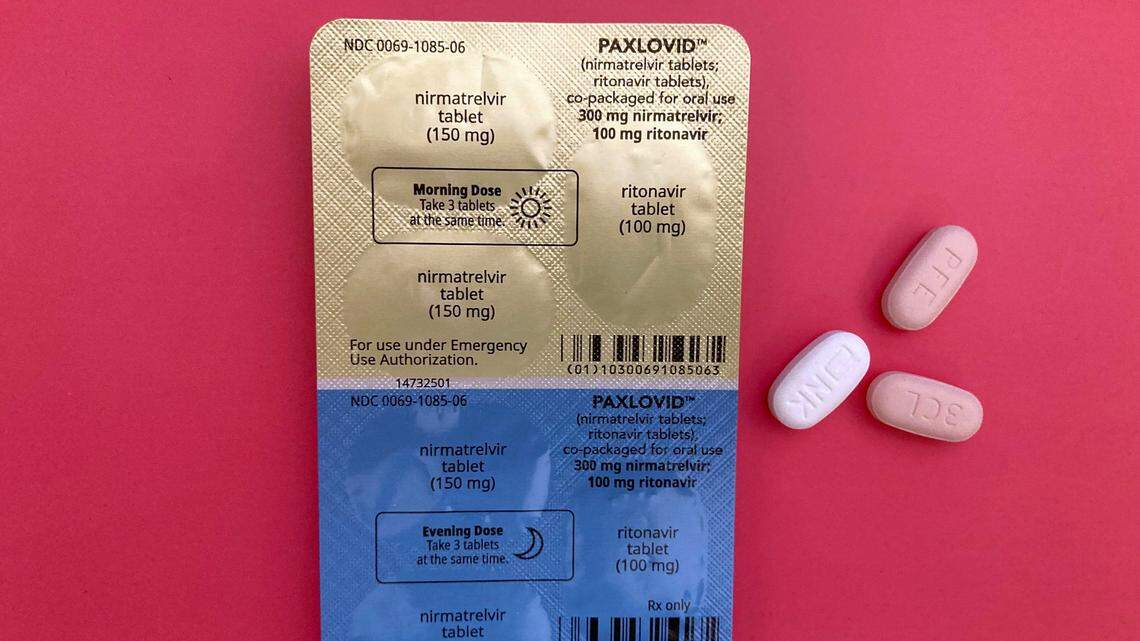 NDC 0069-1085-06
nirmatrelvir
tablet
(150 mg)
PAXLOVID™
(nirmatrelvir tablets;
ritonavir tablets),
co-packaged for oral use
300 mg nirmatrelvir;
100 mg ritonavir
Morning Dose
Take 3 tablets
at the same time.
ritonavir
tablet
(100 mg)
nirmatrelvir
tablet
(150 mg)
For use under Emergency
Use Authorization.
(01)10300691085063
14732501
NDC 0069-1085-06
PAXLOVID™
(nirmatrelvir tablets;
ritonavir tablets),
co-packaged for oral use
300 mg nirmatrelvir;
100 mg ritonavir
nirmatrelvir
tablet
(150 mg)
Evening Dose
Take 3 tablets
at the same time.
ritonavir
tablet
(100 mg)
Rx only
nirmatrelvir
tablet
PFE
NK
3CL